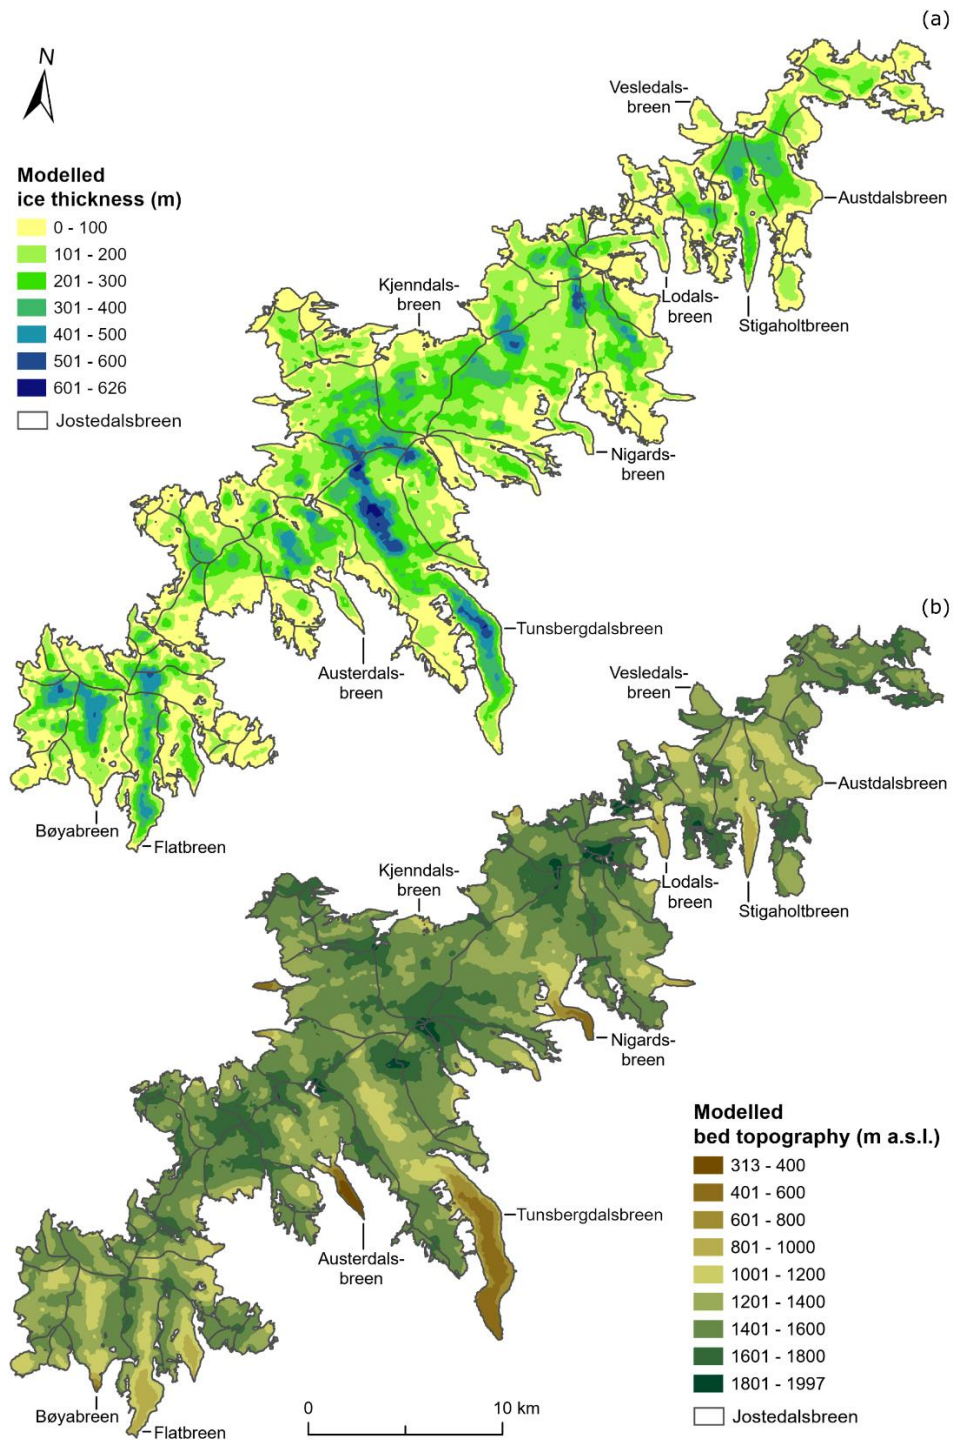 (a)
N
Modelled
ice thickness (m)
0 - 100
101 - 200
201 - 300
301 - 400
401 - 500
501 - 600
601 - 626
Jostedalsbreen
Vesledals-
breen
Austdalsbreen
Kjenndals-
breen
Lodals-
breen
Stigaholtbreen
Nigards-
breen
Tunsbergdalsbreen
Austerdals-
breen
Bøyabreen
Flatbreen
(b)
Vesledals-
breen
Austdalsbreen
Kjenndals-
breen
Lodals-
breen
Stigaholtbreen
Nigards-
breen
Tunsbergdalsbreen
Austerdals-
breen
Bøyabreen
Flatbreen
Modelled
bed topography (m a.s.l.)
313 - 400
401 - 600
601 - 800
801 - 1000
1001 - 1200
1201 - 1400
1401 - 1600
1601 - 1800
1801 - 1997
Jostedalsbreen
0 10 km